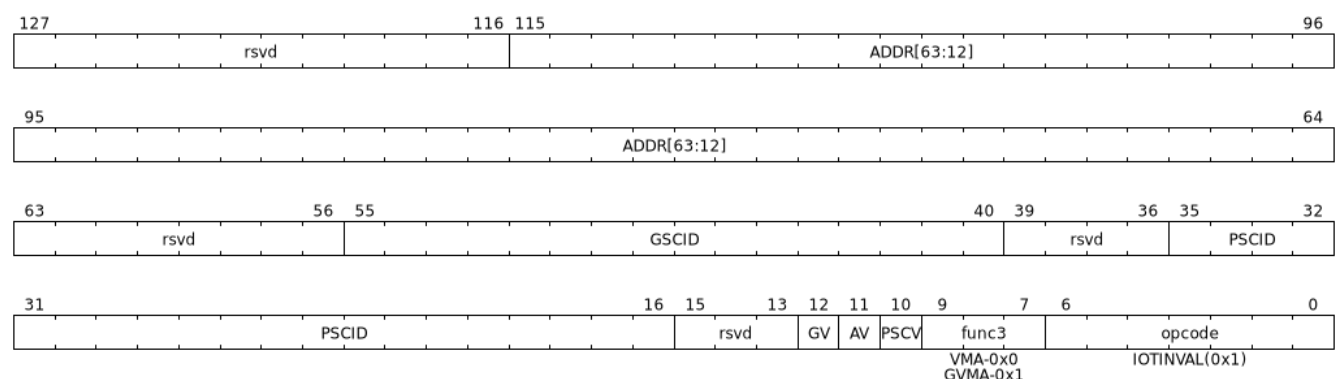 127 116 115 96
rsvd ADDR[63:12]
95 64
ADDR[63:12]
63 56 55 40 39 36 35 32
rsvd GSCID rsvd PSCID
31 16 15 13 12 11 10 9 7 6 0
PSCID rsvd GV AV PSCV func3 opcode
VMA-0x0 IOTINVAL(0x1)
GVMA-0x1